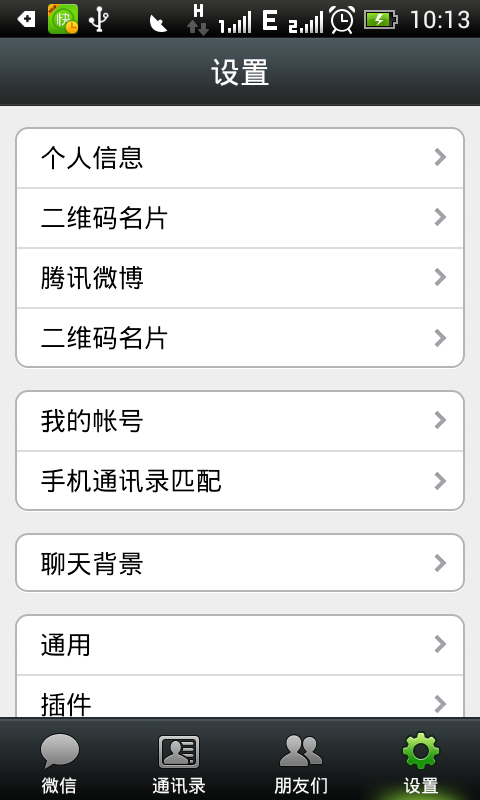 快 H 1 E 2 10:13
设置
个人信息
二维码名片
腾讯微博
二维码名片
我的帐号
手机通讯录匹配
聊天背景
通用
插件
微信 通讯录 朋友们 设置